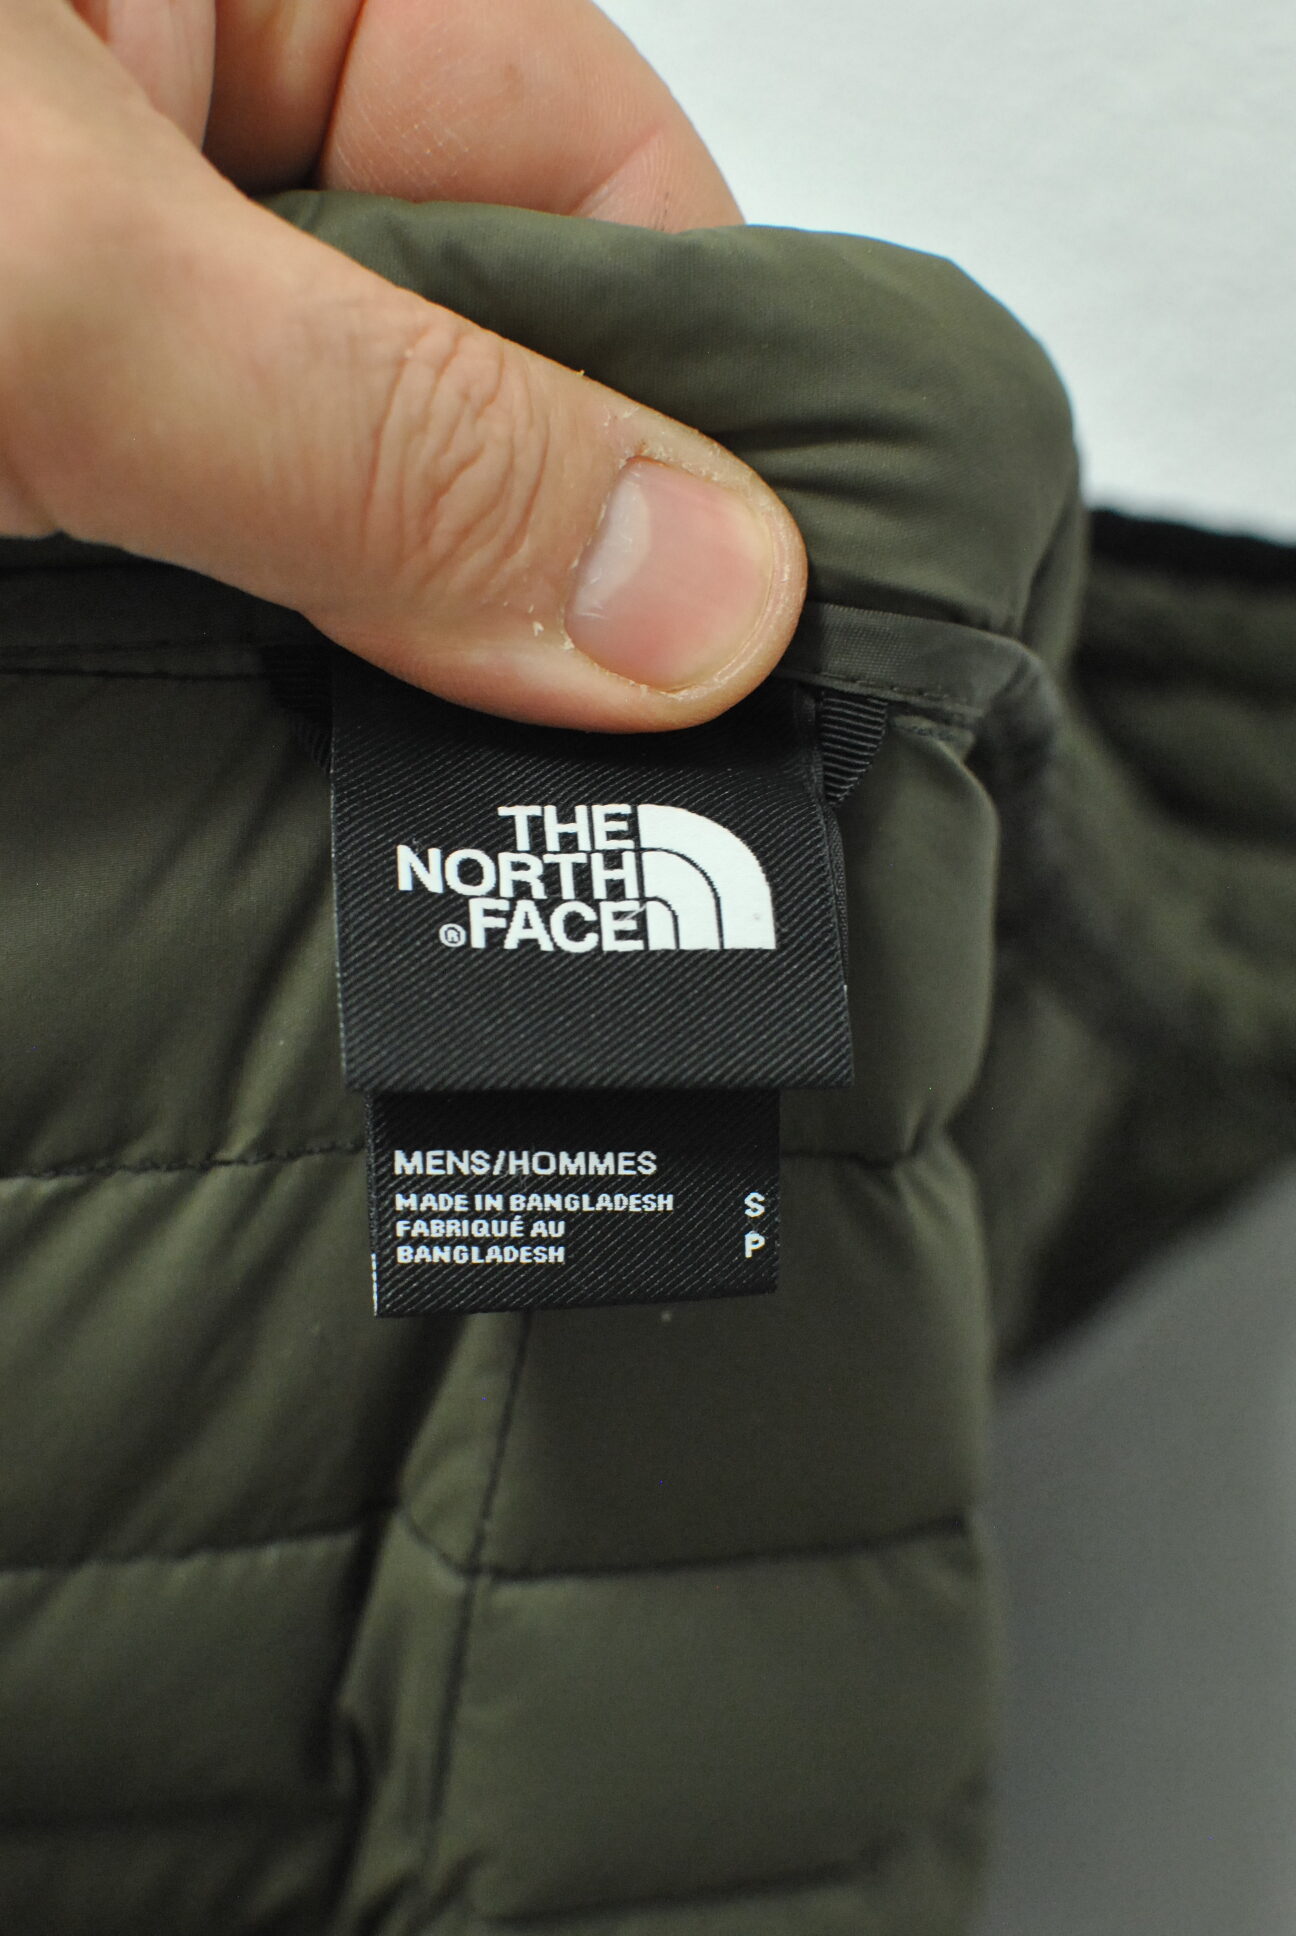 THE
NORTH
®FACE
MENS/HOMMES
MADE IN BANGLADESH S
FABRIQUÉ AU
BANGLADESH P